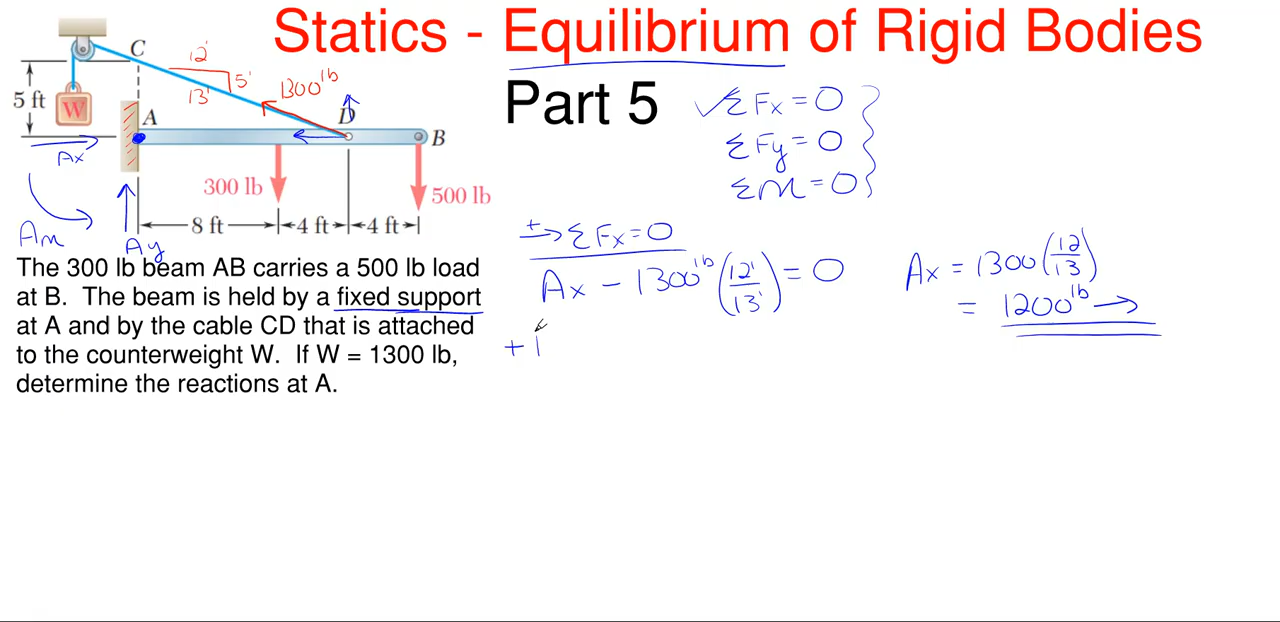 Statics - Equilibrium of Rigid Bodies
Part 5
ΣFx = 0
ΣFy = 0
ΣM = 0
C
12'
5'
13'
1300 lb
5 ft
W
A
D
B
Ax
300 lb
500 lb
8 ft
4 ft
4 ft
Am
Ay
The 300 lb beam AB carries a 500 lb load
at B. The beam is held by a fixed support
at A and by the cable CD that is attached
to the counterweight W. If W = 1300 lb,
determine the reactions at A.
+→ ΣFx = 0
Ax - 1300 lb (12'/13') = 0
+
Ax = 1300 (12/13)
= 1200 lb →